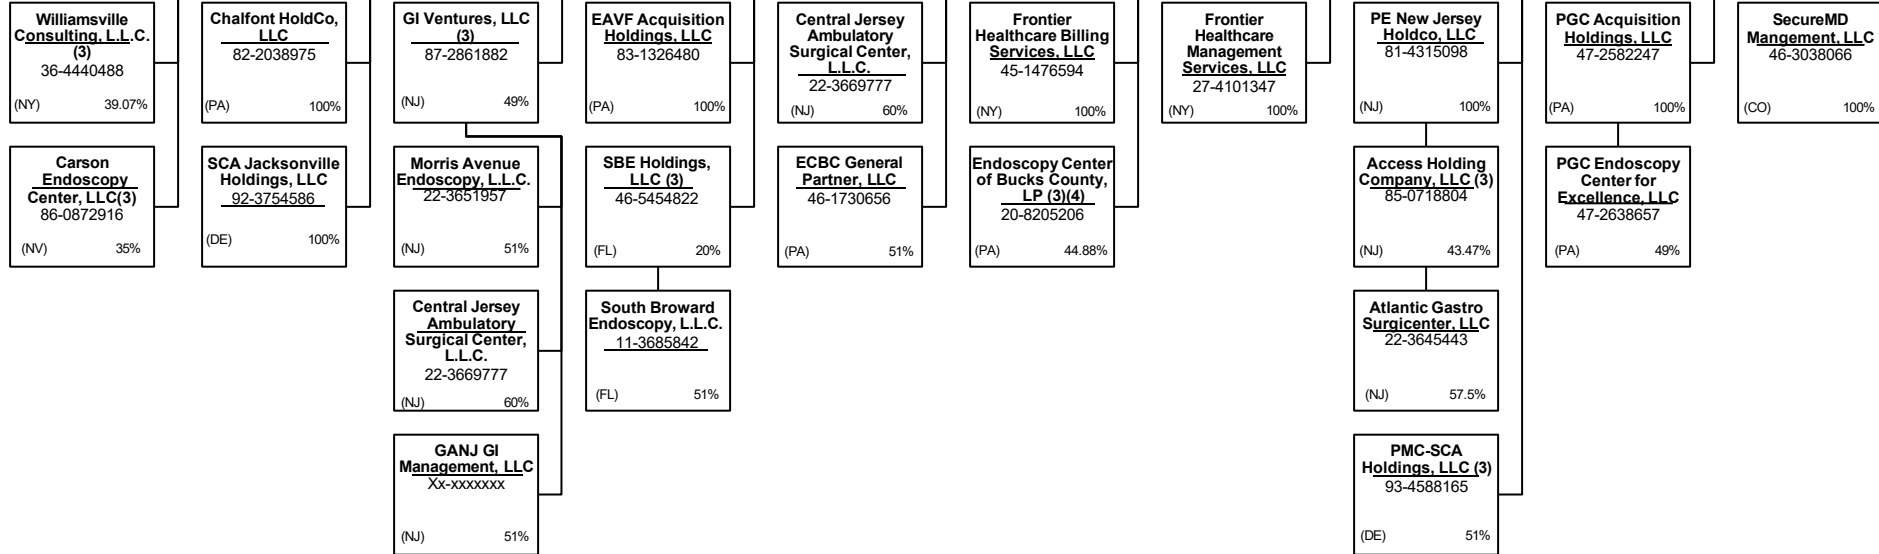 Williamsville
Consulting, L.L.C.
(3)
36-4440488
(NY) 39.07%
Chalfont HoldCo,
LLC
82-2038975
(PA) 100%
GI Ventures, LLC
(3)
87-2861882
(NJ) 49%
EAVF Acquisition
Holdings, LLC
83-1326480
(PA) 100%
Central Jersey
Ambulatory
Surgical Center,
L.L.C.
22-3669777
(NJ) 60%
Frontier
Healthcare Billing
Services, LLC
45-1476594
(NY) 100%
Frontier
Healthcare
Management
Services, LLC
27-4101347
(NY) 100%
PE New Jersey
Holdco, LLC
81-4315098
(NJ) 100%
PGC Acquisition
Holdings, LLC
47-2582247
(PA) 100%
SecureMD
Mangement, LLC
46-3038066
(CO) 100%
Carson
Endoscopy
Center, LLC(3)
86-0872916
(NV) 35%
SCA Jacksonville
Holdings, LLC
92-3754586
(DE) 100%
Morris Avenue
Endoscopy, L.L.C.
22-3651957
(NJ) 51%
SBE Holdings,
LLC (3)
46-5454822
(FL) 20%
ECBC General
Partner, LLC
46-1730656
(PA) 51%
Endoscopy Center
of Bucks County,
LP (3)(4)
20-8205206
(PA) 44.88%
Access Holding
Company, LLC (3)
85-0718804
(NJ) 43.47%
PGC Endoscopy
Center for
Excellence, LLC
47-2638657
(PA) 49%
Central Jersey
Ambulatory
Surgical Center,
L.L.C.
22-3669777
(NJ) 60%
South Broward
Endoscopy, L.L.C.
11-3685842
(FL) 51%
Atlantic Gastro
Surgicenter, LLC
22-3645443
(NJ) 57.5%
GANJ GI
Management, LLC
Xx-xxxxxxx
(NJ) 51%
PMC-SCA
Holdings, LLC (3)
93-4588165
(DE) 51%